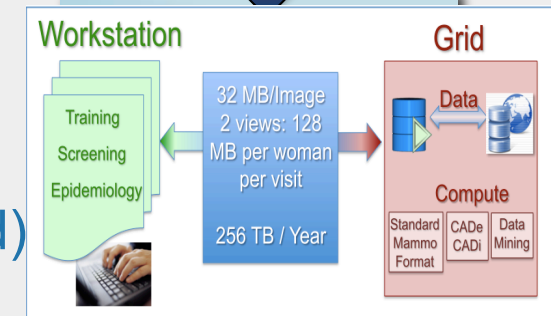 Workstation
Training
Screening
Epidemiology
32 MB/Image
2 views: 128
MB per woman
per visit
256 TB / Year
Grid
Data
Compute
Standard
Mammo
Format
CADe
CADi
Data
Mining
)